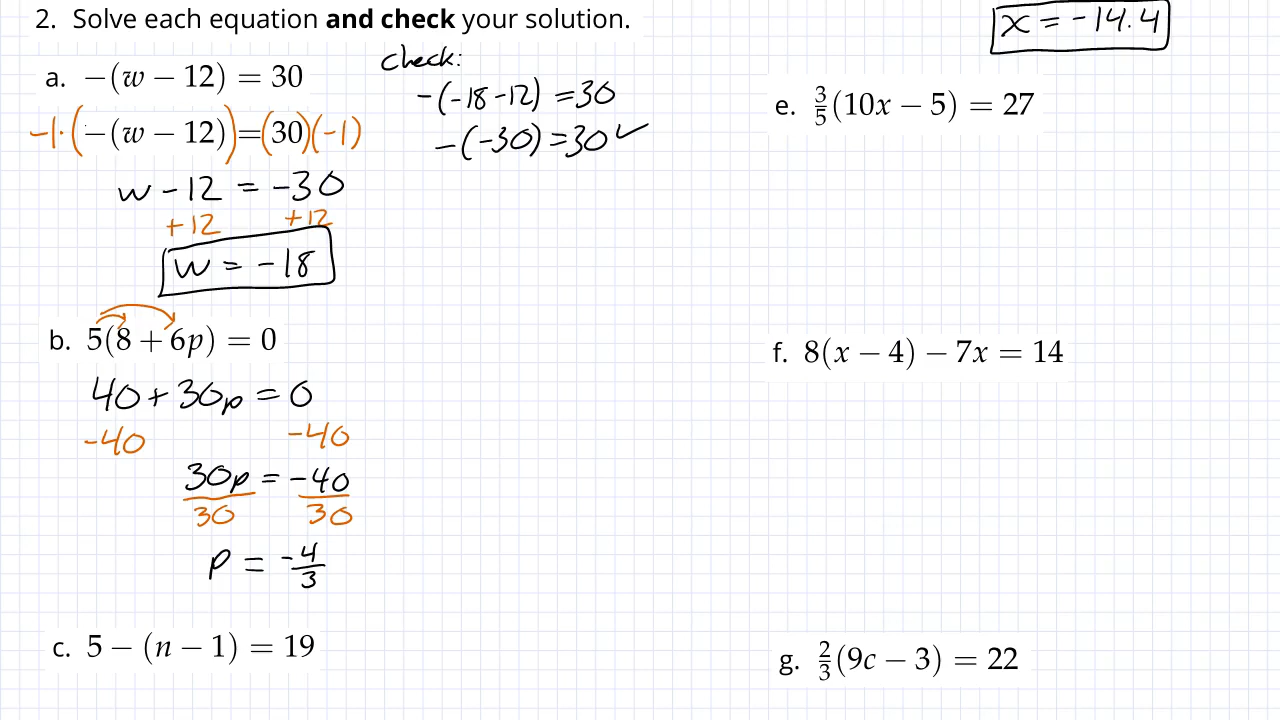 2. Solve each equation and check your solution.
a. −(w − 12) = 30
-1·(−(w − 12))=(30)(-1)
w - 12 = -30
+12 +12
w = -18
check:
-(-18-12) = 30
-(-30) = 30 ✓
b. 5(8 + 6p) = 0
40 + 30p = 0
-40 -40
30p = -40
30 30
p = -4/3
c. 5 − (n − 1) = 19
x = -14.4
e. 3/5(10x − 5) = 27
f. 8(x − 4) − 7x = 14
g. 2/3(9c − 3) = 22